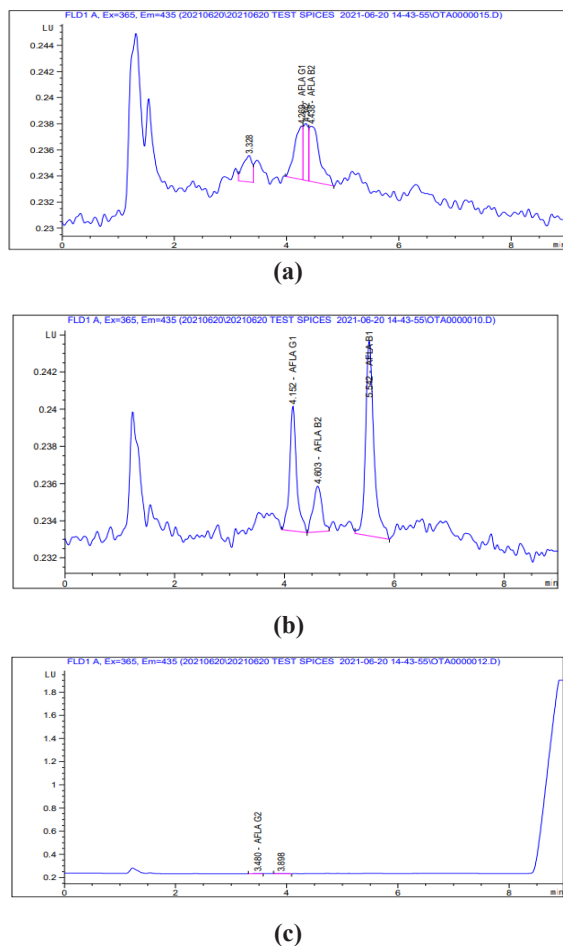 FLD1 A, Ex=365, Em=435 (20210620\20210620 TEST SPICES 2021-06-20 14-43-55\OTA0000015.D)
LU
0.244
0.242
0.24
0.238
0.236
0.234
0.232
0.23
3.328
4.269 - AFLA G1
4.438 - AFLA B2
0 2 4 6 8 min
(a)
FLD1 A, Ex=365, Em=435 (20210620\20210620 TEST SPICES 2021-06-20 14-43-55\OTA0000010.D)
LU
0.242
0.24
0.238
0.236
0.234
0.232
4.152 - AFLA G1
4.603 - AFLA B2
5.542 - AFLA B1
0 2 4 6 8 min
(b)
FLD1 A, Ex=365, Em=435 (20210620\20210620 TEST SPICES 2021-06-20 14-43-55\OTA0000012.D)
LU
1.8
1.6
1.4
1.2
1
0.8
0.6
0.4
0.2
3.480 - AFLA G2
3.898
0 2 4 6 8 min
(c)